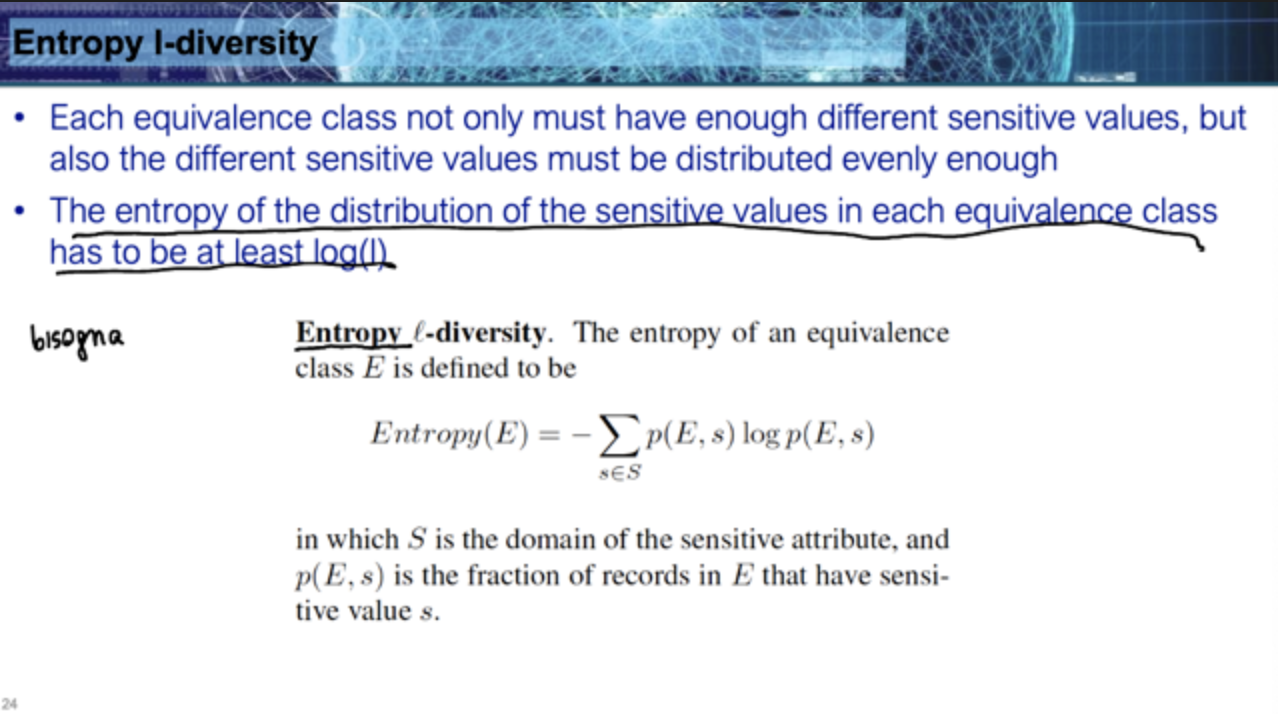 Entropy l-diversity
• Each equivalence class not only must have enough different sensitive values, but
also the different sensitive values must be distributed evenly enough
• The entropy of the distribution of the sensitive values in each equivalence class
has to be at least log(l)
bisogna
Entropy ℓ-diversity. The entropy of an equivalence
class E is defined to be
Entropy(E) = − ∑ p(E, s) log p(E, s)
s∈S
in which S is the domain of the sensitive attribute, and
p(E, s) is the fraction of records in E that have sensi-
tive value s.
24